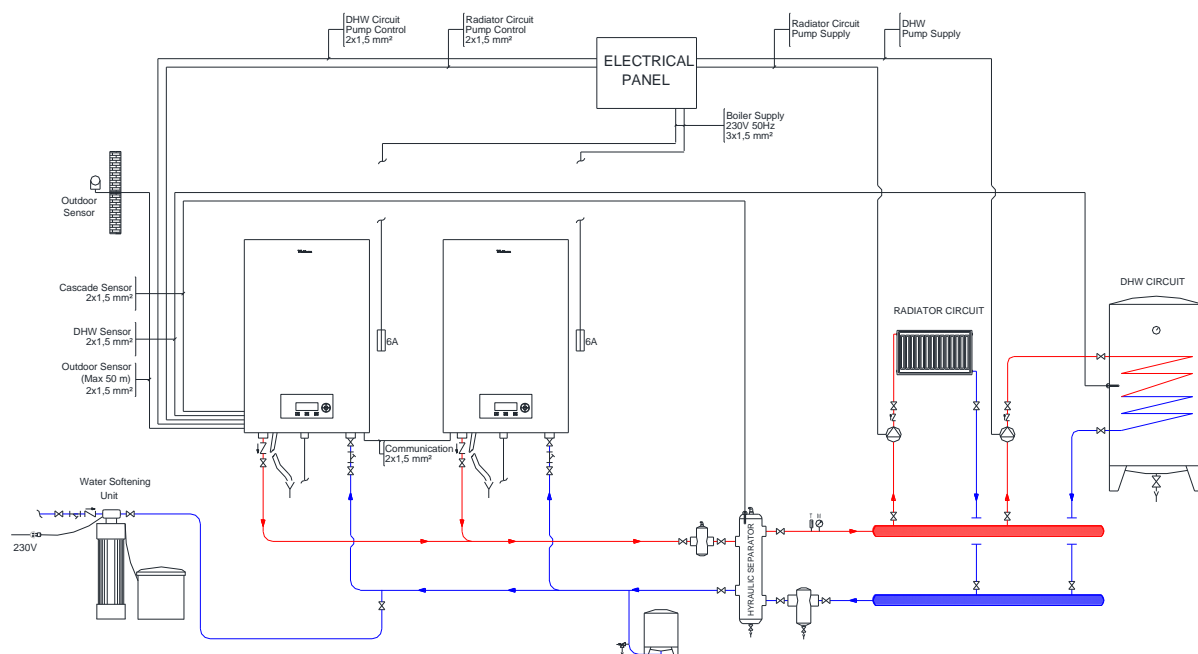 DHW Circuit
Pump Control
2x1,5 mm²
Radiator Circuit
Pump Control
2x1,5 mm²
Radiator Circuit
Pump Supply
DHW
Pump Supply
ELECTRICAL
PANEL
Boiler Supply
230V 50Hz
3x1,5 mm²
Outdoor
Sensor
Cascade Sensor
2x1,5 mm²
DHW Sensor
2x1,5 mm²
Outdoor Sensor
(Max 50 m)
2x1,5 mm²
6A
6A
RADIATOR CIRCUIT
DHW CIRCUIT
Communication
2x1,5 mm²
Water Softening
Unit
230V
T
M
HYRAULIC SEPARATOR